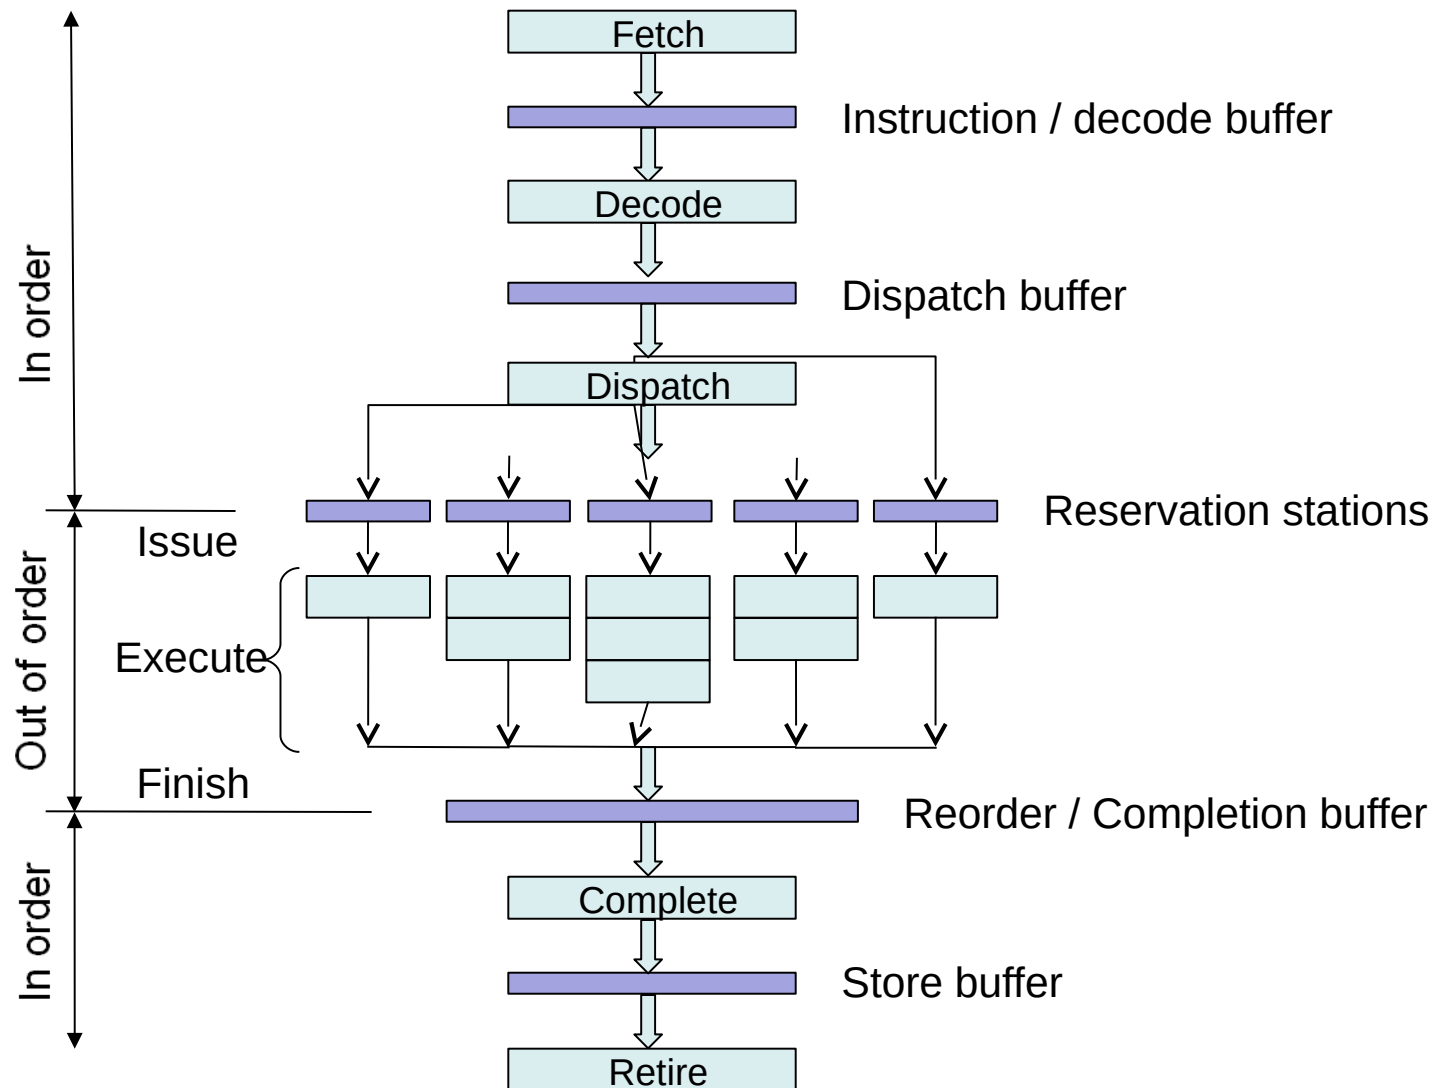 Fetch
Instruction / decode buffer
Decode
In order
Dispatch buffer
Dispatch
Reservation stations
Issue
Out of order
Execute
Finish
Reorder / Completion buffer
In order
Complete
Store buffer
Retire